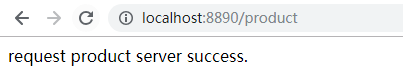 localhost:8890/product
request product server success.